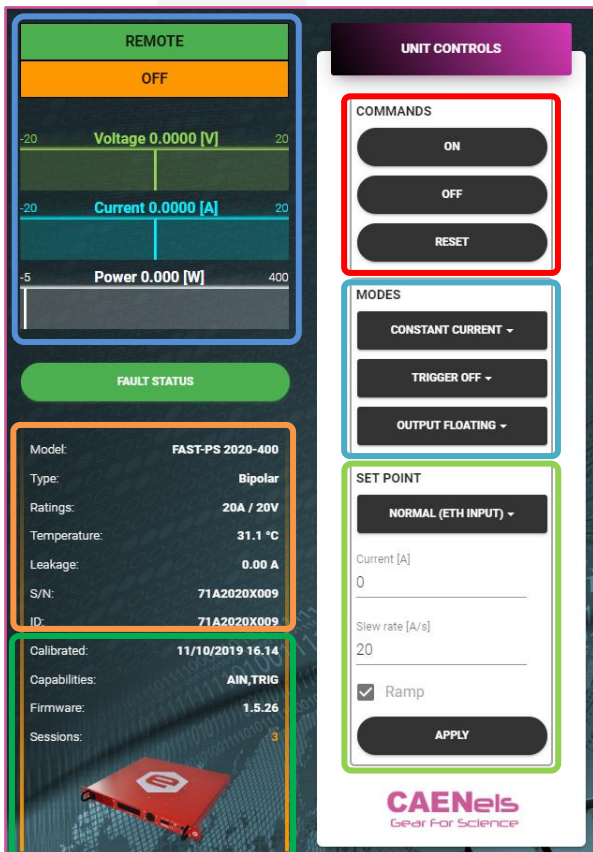 REMOTE
OFF
-20 Voltage 0.0000 [V] 20
-20 Current 0.0000 [A] 20
-5 Power 0.000 [W] 400
FAULT STATUS
Model: FAST-PS 2020-400
Type: Bipolar
Ratings: 20A / 20V
Temperature: 31.1 °C
Leakage: 0.00 A
S/N: 71A2020X009
ID: 71A2020X009
Calibrated: 11/10/2019 16.14
Capabilities: AIN,TRIG
Firmware: 1.5.26
Sessions: 3
UNIT CONTROLS
COMMANDS
ON
OFF
RESET
MODES
CONSTANT CURRENT
TRIGGER OFF
OUTPUT FLOATING
SET POINT
NORMAL (ETH INPUT)
Current [A]
0
Slew rate [A/s]
20
Ramp
APPLY
CAENels
Gear For Science